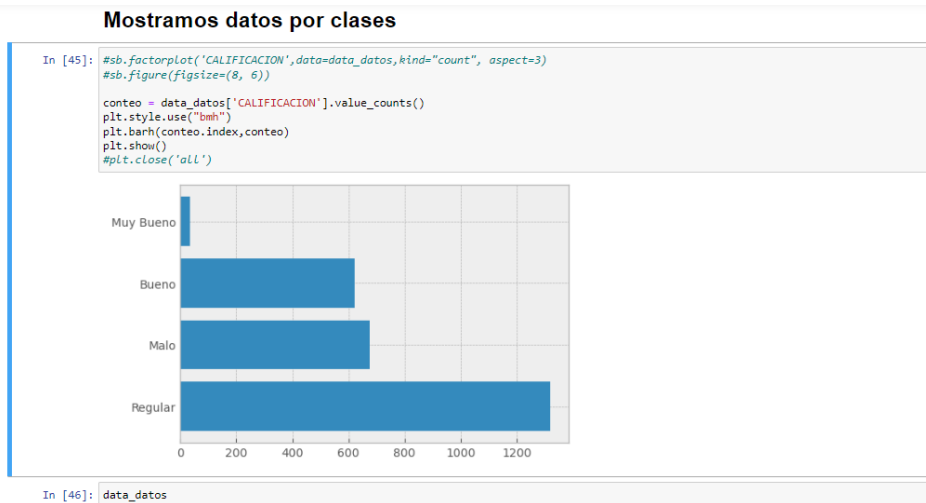 Mostramos datos por clases
In [45]: #sb.factorplot('CALIFICACION',data=data_datos,kind="count", aspect=3)
#sb.figure(figsize=(8, 6))
conteo = data_datos['CALIFICACION'].value_counts()
plt.style.use("bmh")
plt.barh(conteo.index,conteo)
plt.show()
#plt.close('all')
Muy Bueno
Bueno
Malo
Regular
0 200 400 600 800 1000 1200
In [46]: data_datos